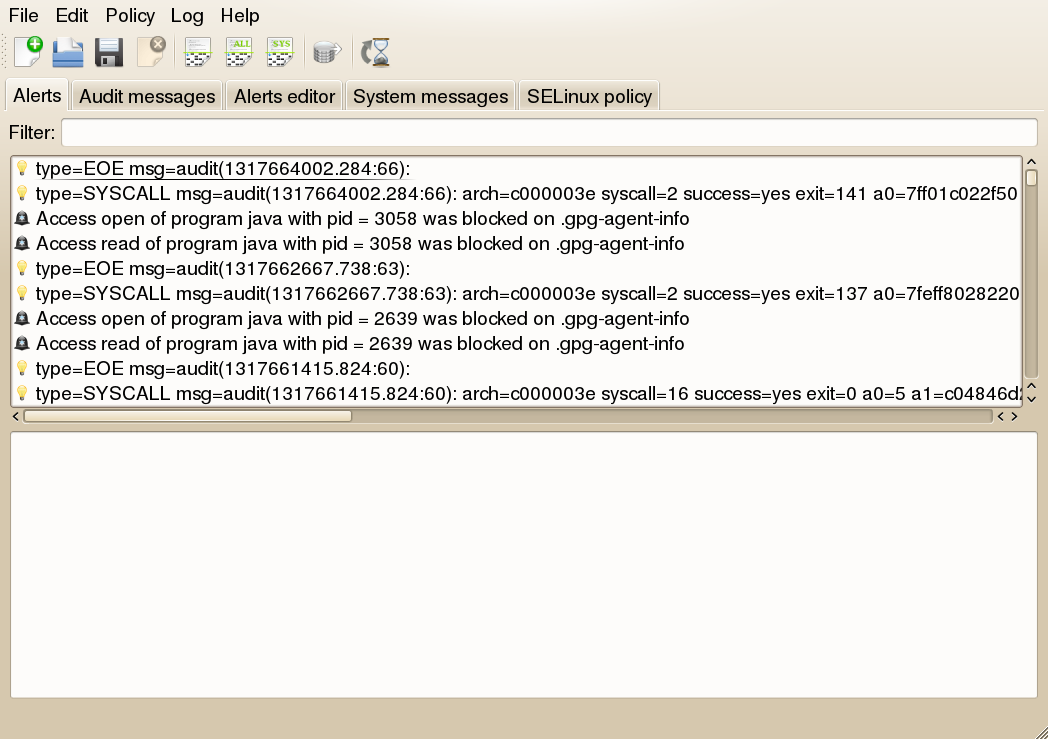 File Edit Policy Log Help
ALL SYS
Alerts Audit messages Alerts editor System messages SELinux policy
Filter:
type=EOE msg=audit(1317664002.284:66):
type=SYSCALL msg=audit(1317664002.284:66): arch=c000003e syscall=2 success=yes exit=141 a0=7ff01c022f50
Access open of program java with pid = 3058 was blocked on .gpg-agent-info
Access read of program java with pid = 3058 was blocked on .gpg-agent-info
type=EOE msg=audit(1317662667.738:63):
type=SYSCALL msg=audit(1317662667.738:63): arch=c000003e syscall=2 success=yes exit=137 a0=7feff8028220
Access open of program java with pid = 2639 was blocked on .gpg-agent-info
Access read of program java with pid = 2639 was blocked on .gpg-agent-info
type=EOE msg=audit(1317661415.824:60):
type=SYSCALL msg=audit(1317661415.824:60): arch=c000003e syscall=16 success=yes exit=0 a0=5 a1=c04846d